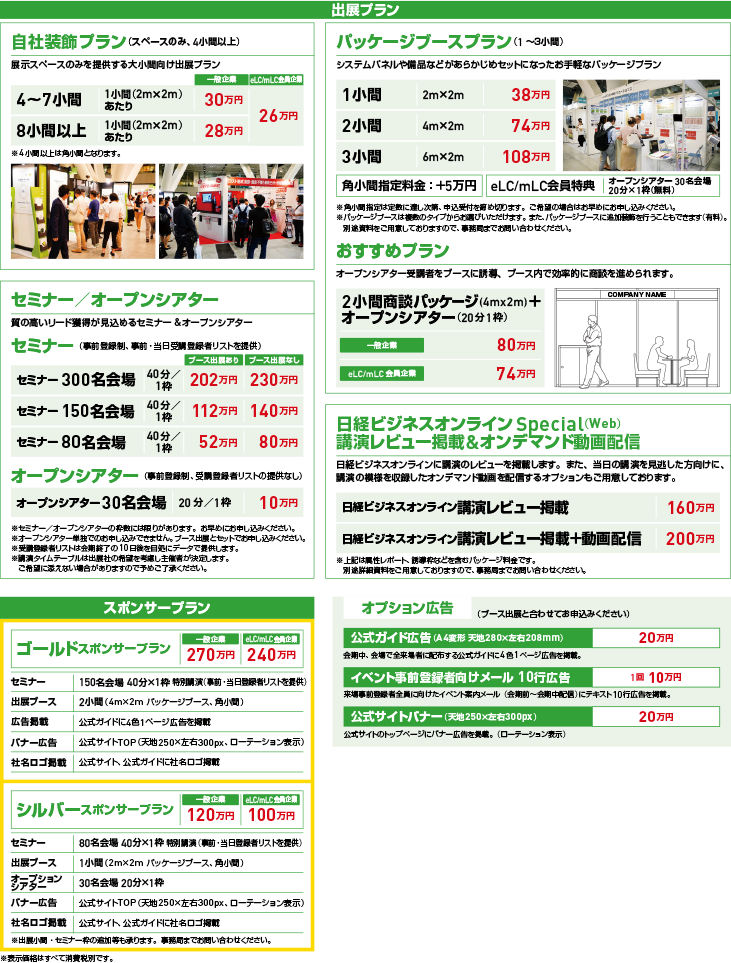 出展プラン
自社装飾プラン（スペースのみ、4小間以上）
展示スペースのみを提供する大小間向け出展プラン
一般企業
eLC/mLC会員企業
4〜7小間
1小間（2m×2m）
あたり
30万円
26万円
8小間以上
1小間（2m×2m）
あたり
28万円
※4小間以上は角小間となります。
セミナー／オープンシアター
質の高いリード獲得が見込めるセミナー＆オープンシアター
セミナー（事前登録制、事前・当日受講登録者リストを提供）
ブース出展あり
ブース出展なし
セミナー 300名会場
40分／
1枠
202万円
230万円
セミナー 150名会場
40分／
1枠
112万円
140万円
セミナー 80名会場
40分／
1枠
52万円
80万円
オープンシアター（事前登録制、受講登録者リストの提供なし）
オープンシアター30名会場
20分／1枠
10万円
※セミナー／オープンシアターの枠数には限りがあります。お早めにお申し込みください。
※オープンシアター単独でのお申し込みできません。ブース出展とセットでお申し込みください。
※受講登録者リストは会期終了の10日後を目処にデータで提供します。
※講演タイムテーブルは出展社の希望を考慮し主催者が決定します。
ご希望に添えない場合がありますので予めご了承ください。
パッケージブースプラン（1〜3小間）
システムパネルや備品などがあらかじめセットになったお手軽なパッケージプラン
1小間
2m×2m
38万円
2小間
4m×2m
74万円
3小間
6m×2m
108万円
角小間指定料金：+5万円
eLC/mLC会員特典
オープンシアター30名会場
20分×1枠（無料）
※角小間指定は定数に達し次第、申込受付を締め切ります。ご希望の場合はお早めにお申し込みください。
※パッケージブースは複数のタイプからお選びいただけます。また、パッケージブースに追加装飾を行うこともできます（有料）。
別途資料をご用意しておりますので、事務局までお問い合わせください。
おすすめプラン
オープンシアター受講者をブースに誘導、ブース内で効率的に商談を進められます。
2小間商談パッケージ（4m×2m）＋
オープンシアター（20分1枠）
一般企業
80万円
eLC/mLC会員企業
74万円
COMPANY NAME
日経ビジネスオンライン Special（Web）
講演レビュー掲載＆オンデマンド動画配信
日経ビジネスオンラインに講演のレビューを掲載します。また、当日の講演を見逃した方向けに、
講演の模様を収録したオンデマンド動画を配信するオプションもご用意しております。
日経ビジネスオンライン講演レビュー掲載
160万円
日経ビジネスオンライン講演レビュー掲載＋動画配信
200万円
※上記は属性レポート、誘導枠などを含むパッケージ料金です。
別途詳細資料をご用意しておりますので、事務局までお問い合わせください。
スポンサープラン
ゴールドスポンサープラン
一般企業
270万円
eLC/mLC会員企業
240万円
セミナー
150名会場 40分×1枠 特別講演（事前・当日登録者リストを提供）
出展ブース
2小間（4m×2m パッケージブース、角小間）
広告掲載
公式ガイドに4色1ページ広告を掲載
バナー広告
公式サイトTOP（天地250×左右300px、ローテーション表示）
社名ロゴ掲載
公式サイト、公式ガイドに社名ロゴ掲載
シルバースポンサープラン
一般企業
120万円
eLC/mLC会員企業
100万円
セミナー
80名会場 40分×1枠 特別講演（事前・当日登録者リストを提供）
出展ブース
1小間（2m×2m パッケージブース、角小間）
オープション
シアター
30名会場 20分×1枠
バナー広告
公式サイトTOP（天地250×左右300px、ローテーション表示）
社名ロゴ掲載
公式サイト、公式ガイドに社名ロゴ掲載
※出展小間・セミナー枠の追加等も承ります。事務局までお問い合わせください。
※表示価格はすべて消費税別です。
オプション広告（ブース出展と合わせてお申込みください）
公式ガイド広告（A4変形 天地280×左右208mm）
20万円
会期中、会場で全来場者に配布する公式ガイドに4色1ページ広告を掲載。
イベント事前登録者向けメール 10行広告
1回 10万円
来場事前登録者全員に向けたイベント案内メール（会期前〜会期中配信）にテキスト10行広告を掲載。
公式サイトバナー（天地250×左右300px）
20万円
公式サイトのトップページにバナー広告を掲載。（ローテーション表示）